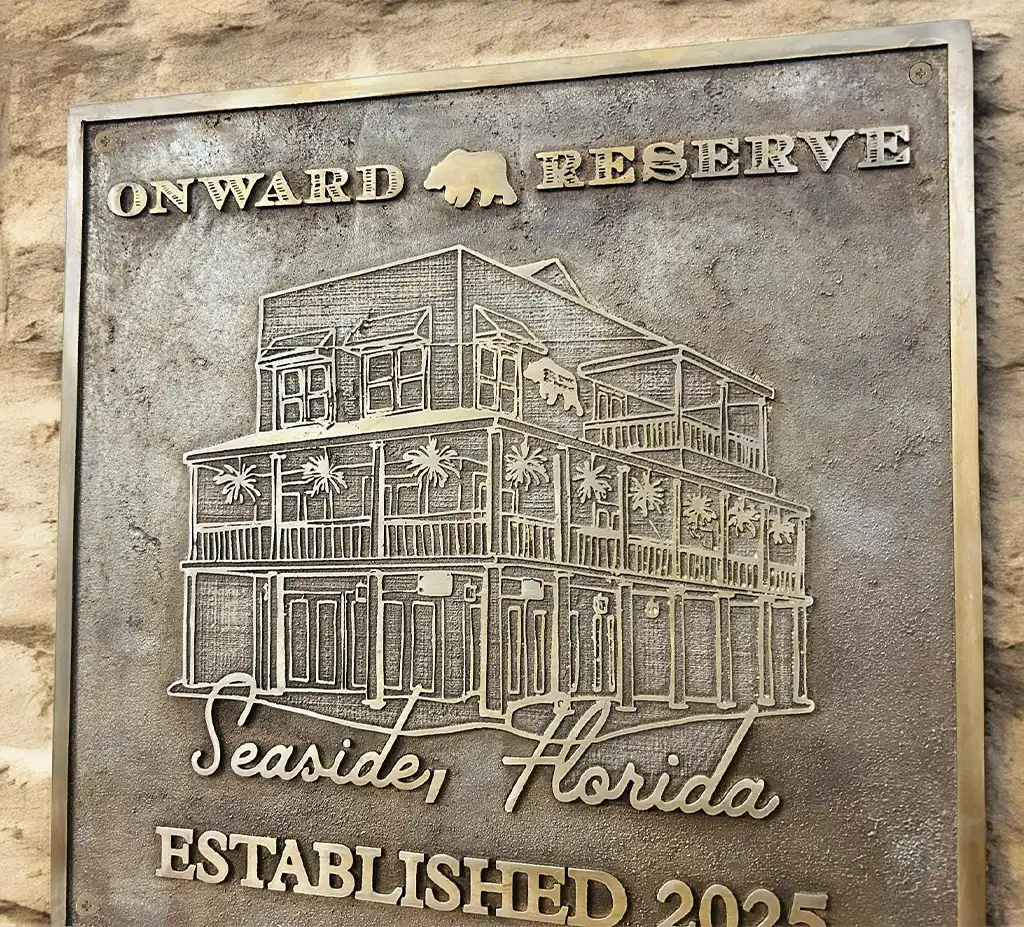 ONWARD RESERVE
Seaside, Florida
ESTABLISHED 2025